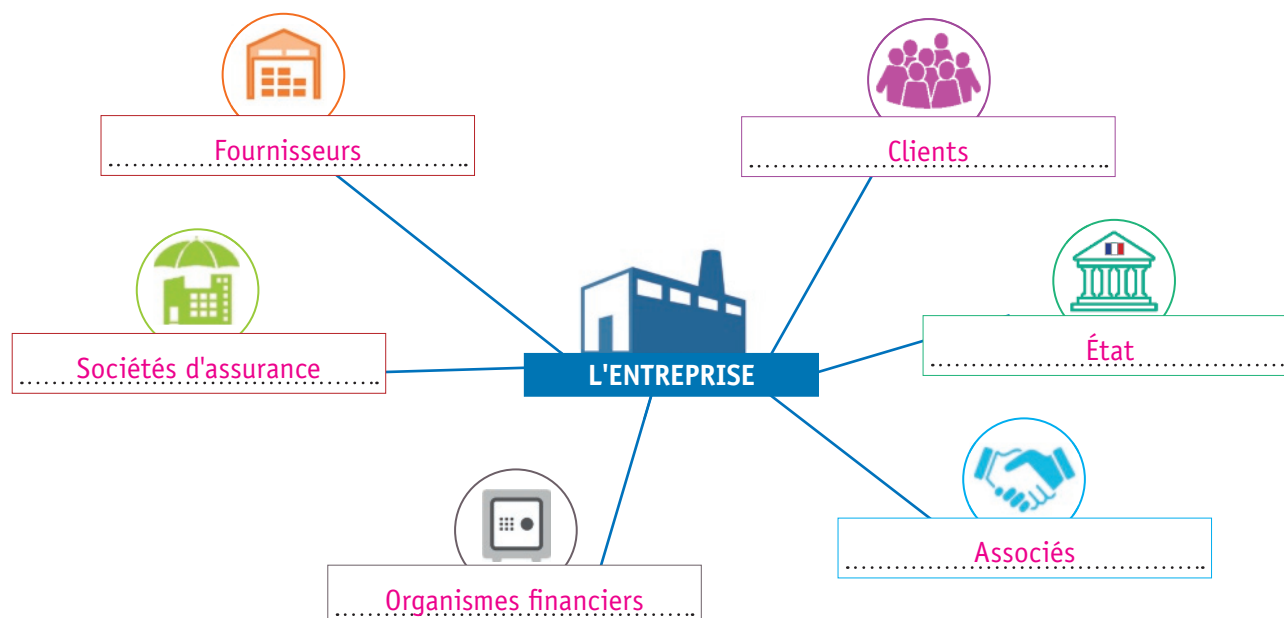 Fournisseurs
Clients
Sociétés d'assurance
L'ENTREPRISE
État
Organismes financiers
Associés